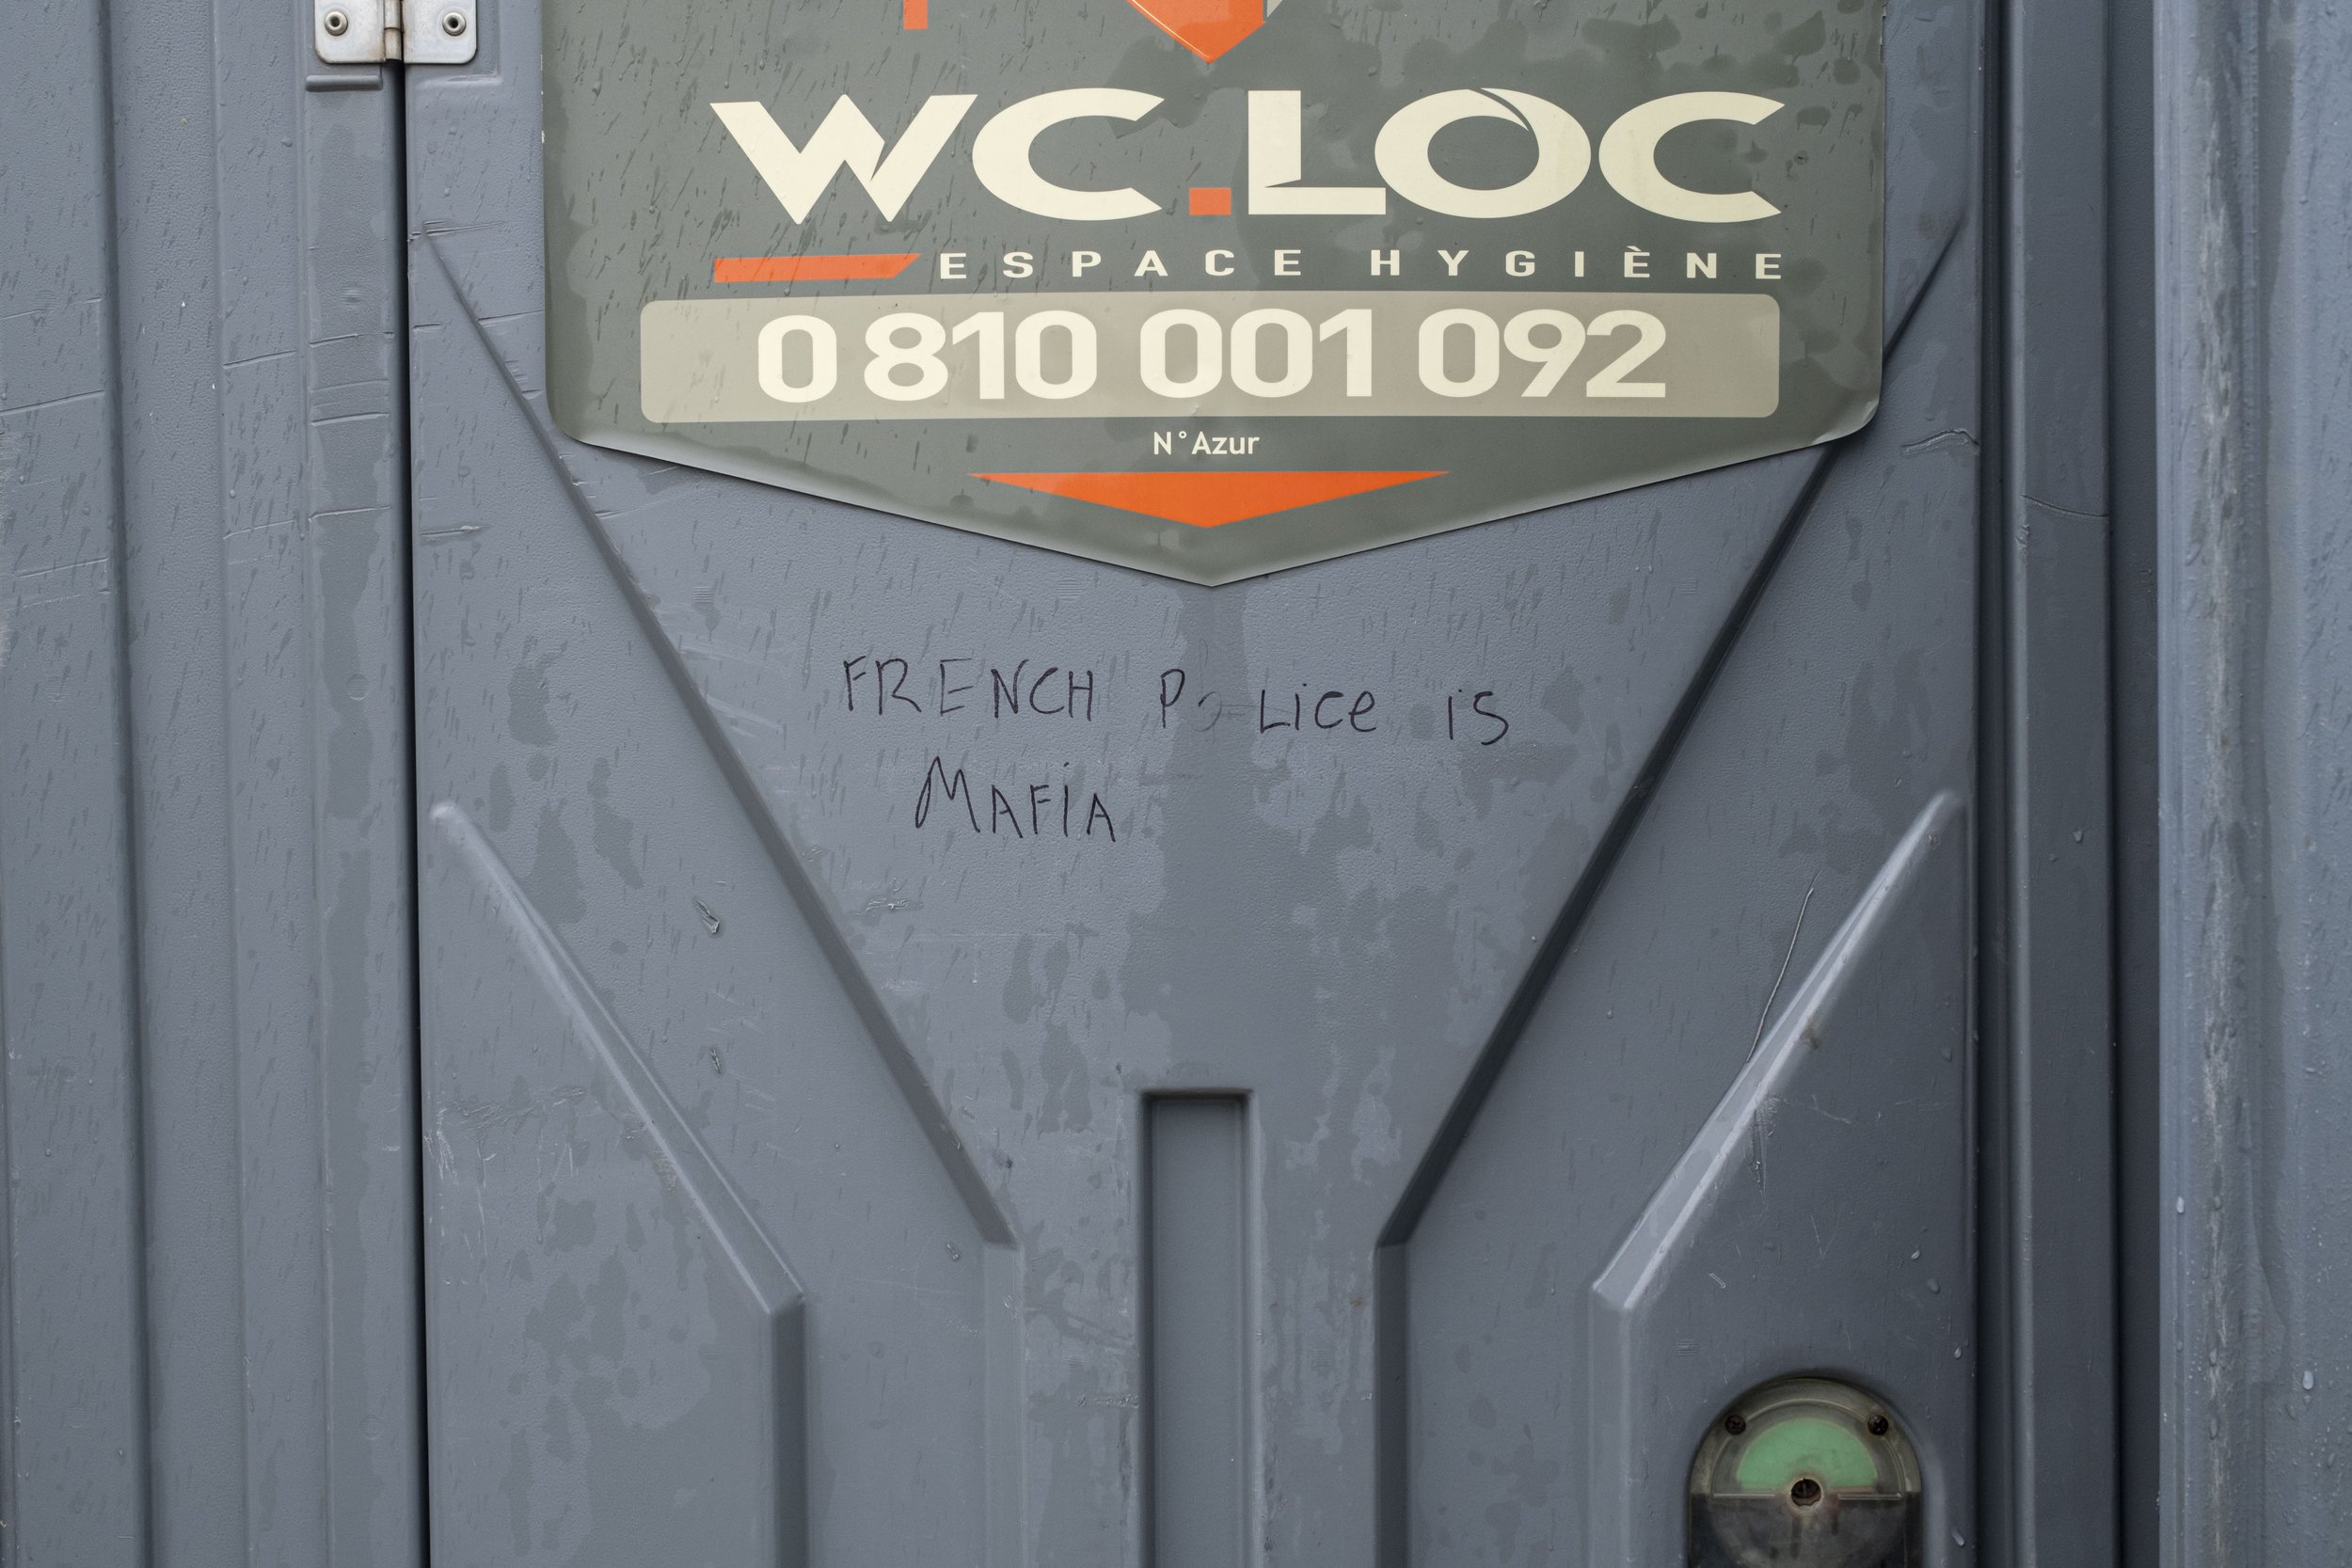 WC.LOC
ESPACE HYGIÈNE
0 810 001 092
N° Azur
FRENCH PoLice is
MAFiA